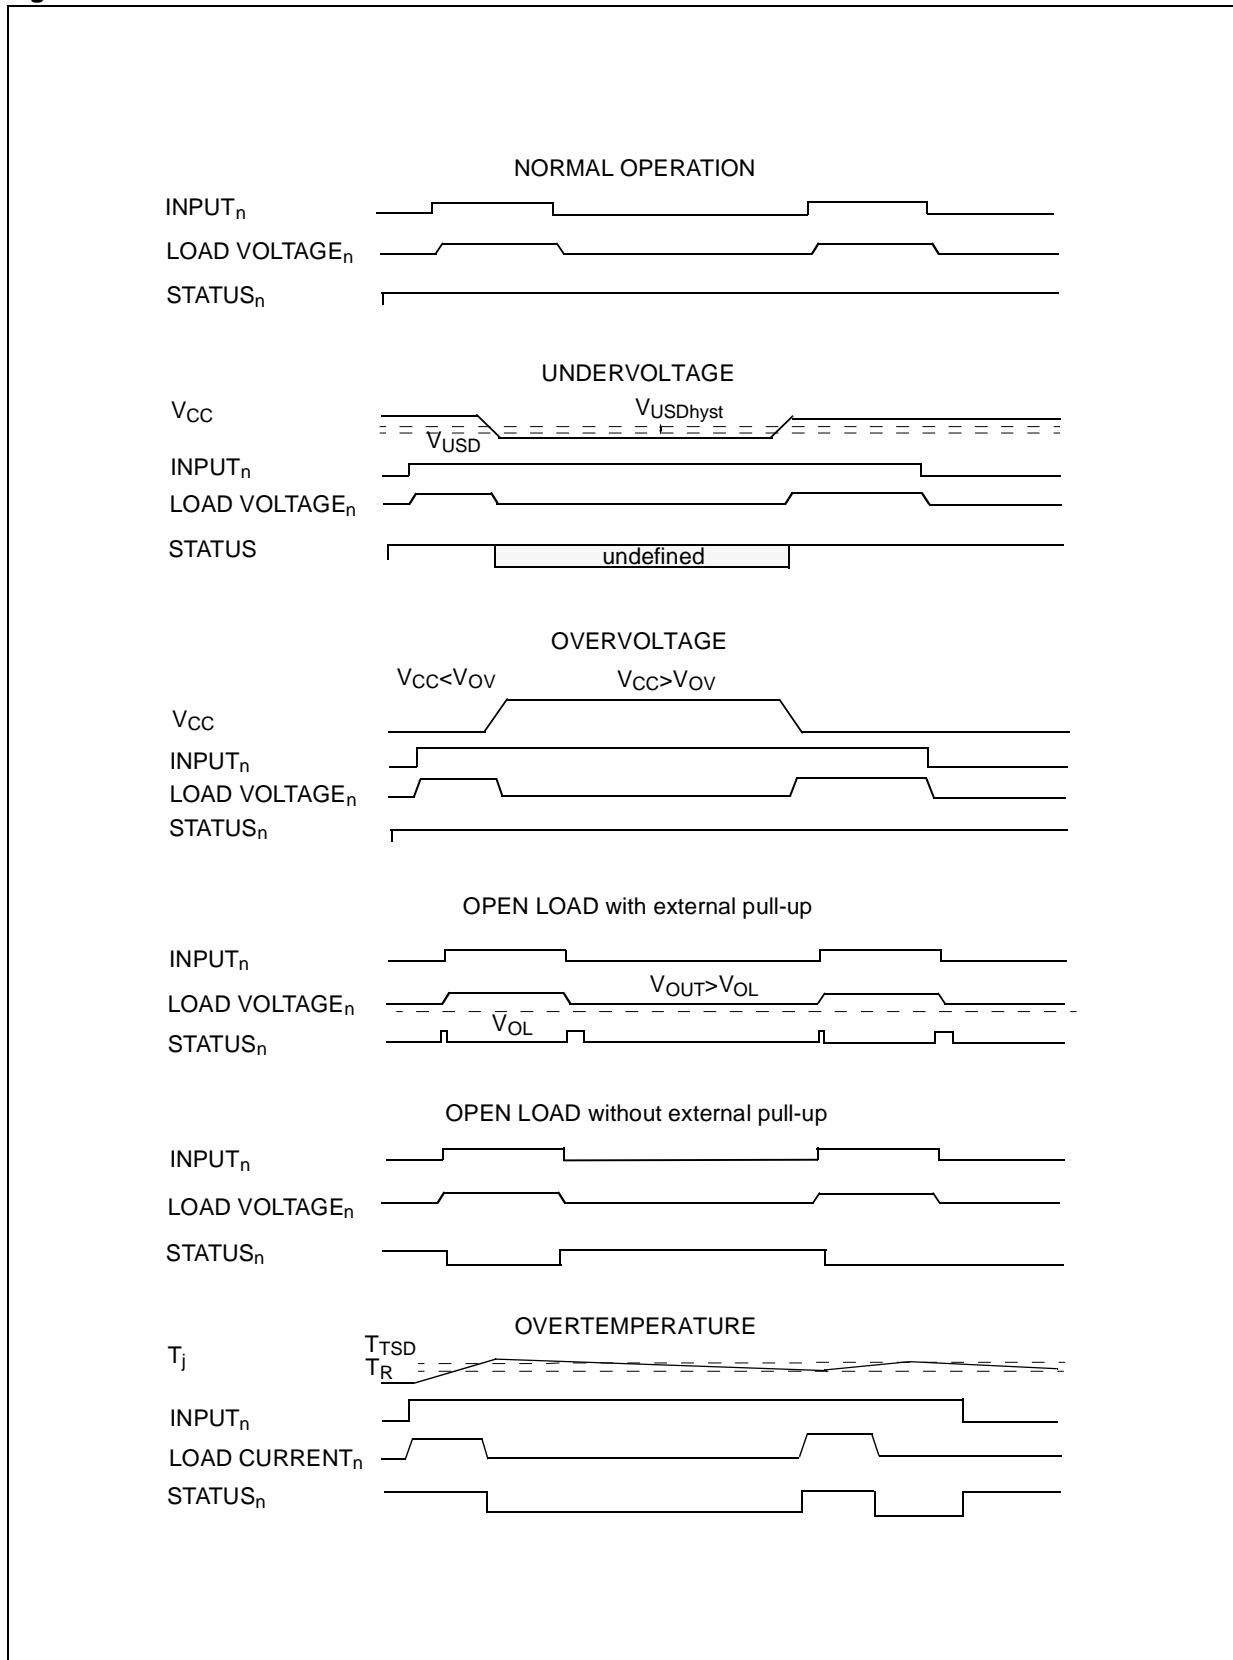 NORMAL OPERATION
INPUTn
LOAD VOLTAGEn
STATUSn
UNDERVOLTAGE
VCC
VUSDhyst
VUSD
INPUTn
LOAD VOLTAGEn
STATUS
undefined
OVERVOLTAGE
VCC<VOV
VCC>VOV
VCC
INPUTn
LOAD VOLTAGEn
STATUSn
OPEN LOAD with external pull-up
INPUTn
VOUT>VOL
LOAD VOLTAGEn
VOL
STATUSn
OPEN LOAD without external pull-up
INPUTn
LOAD VOLTAGEn
STATUSn
OVERTEMPERATURE
Tj
TTSD
TR
INPUTn
LOAD CURRENTn
STATUSn